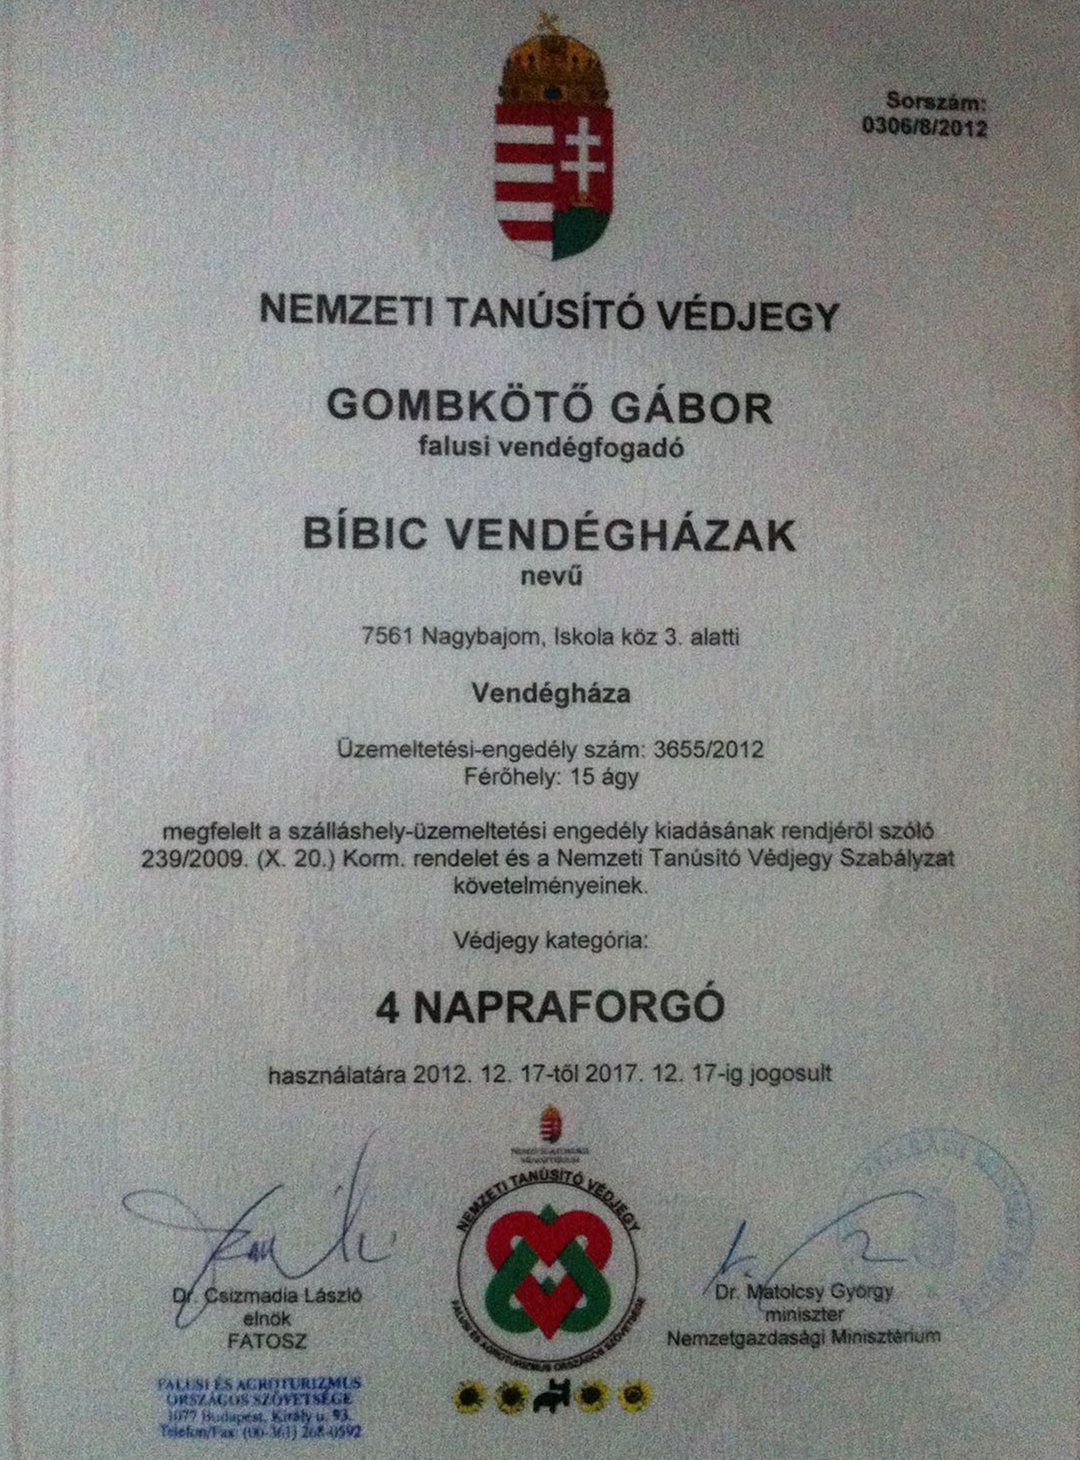 Sorszám:
0306/8/2012
NEMZETI TANÚSÍTÓ VÉDJEGY
GOMBKÖTŐ GÁBOR
falusi vendégfogadó
BÍBIC VENDÉGHÁZAK
nevű
7561 Nagybajom, Iskola köz 3. alatti
Vendégháza
Üzemeltetési-engedély szám: 3655/2012
Férőhely: 15 ágy
megfelelt a szálláshely-üzemeltetési engedély kiadásának rendjéről szóló
239/2009. (X. 20.) Korm. rendelet és a Nemzeti Tanúsító Védjegy Szabályzat
követelményeinek.
Védjegy kategória:
4 NAPRAFORGÓ
használatára 2012. 12. 17-től 2017. 12. 17-ig jogosult
NEMZETI TANÚSÍTÓ VÉDJEGY
FALUSI ÉS AGROTURIZMUS ORSZÁGOS SZÖVETSÉGE
Dr. Csizmadia László
elnök
FATOSZ
Dr. Matolcsy György
miniszter
Nemzetgazdasági Minisztérium
FALUSI ÉS AGROTURIZMUS
ORSZÁGOS SZÖVETSÉGE
1077 Budapest, Király u. 93.
Telefon/Fax: (00-361) 268-0592